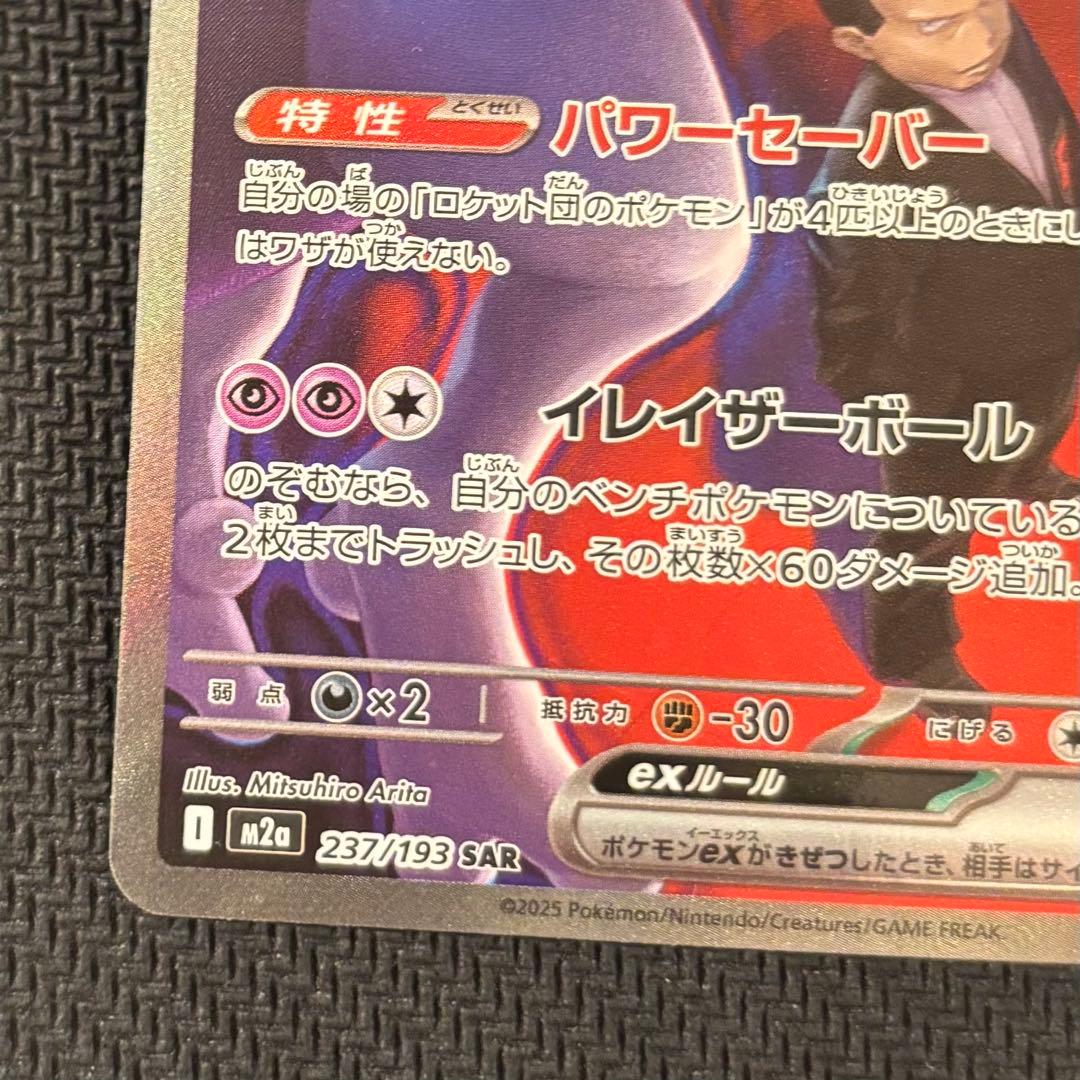 特性 とくせい パワーセーバー
じぶん ば だん ひきいじょう
自分の場の「ロケット団のポケモン」が4匹以上のときにし
つか
はワザが使えない。
イレイザーボール
じぶん
のぞむなら、自分のベンチポケモンについている
まい まいすう ついか
2枚までトラッシュし、その枚数×60ダメージ追加。
弱点 ×2 抵抗力 -30 にげる
Illus. Mitsuhiro Arita
exルール
I m2a 237/193 SAR
イーエックス あいて
ポケモンexがきぜつしたとき、相手はサイ
©2025 Pokémon/Nintendo/Creatures/GAME FREAK